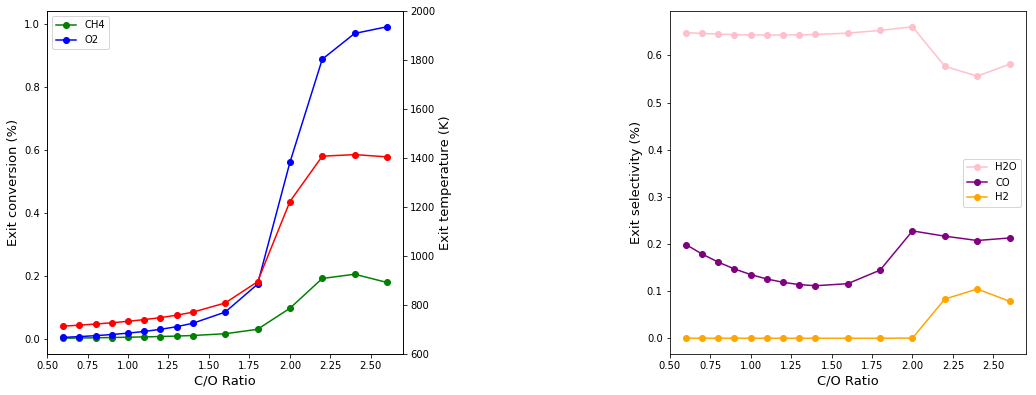 CH4
O2
1.0
0.8
0.6
0.4
0.2
0.0
Exit conversion (%)
2000
1800
1600
1400
1200
1000
800
600
Exit temperature (K)
0.50 0.75 1.00 1.25 1.50 1.75 2.00 2.25 2.50
C/O Ratio
0.6
0.5
0.4
0.3
0.2
0.1
0.0
Exit selectivity (%)
H2O
CO
H2
0.50 0.75 1.00 1.25 1.50 1.75 2.00 2.25 2.50
C/O Ratio